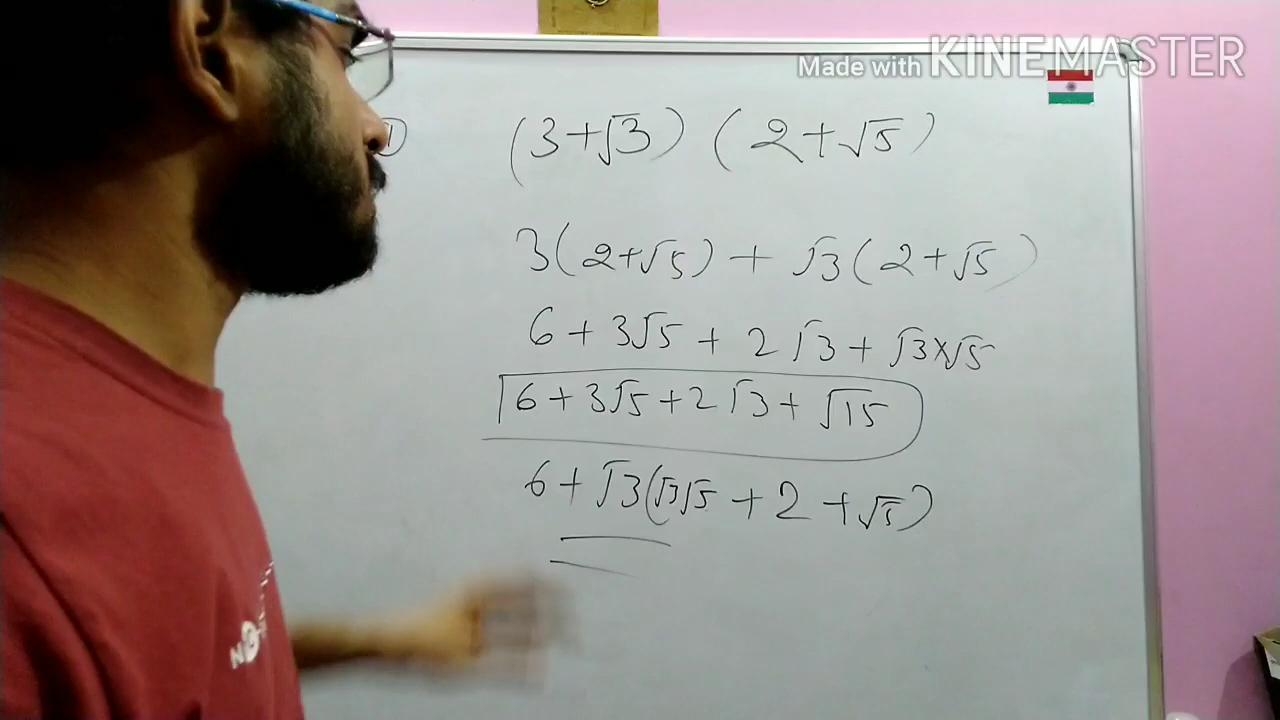 Made with KINEMASTER
1)
(3+√3) (2+√5)
3(2+√5) + √3(2+√5)
6 + 3√5 + 2√3 + √3×√5
6 + 3√5 + 2√3 + √15
6 + √3(√3√5 + 2 + √5)